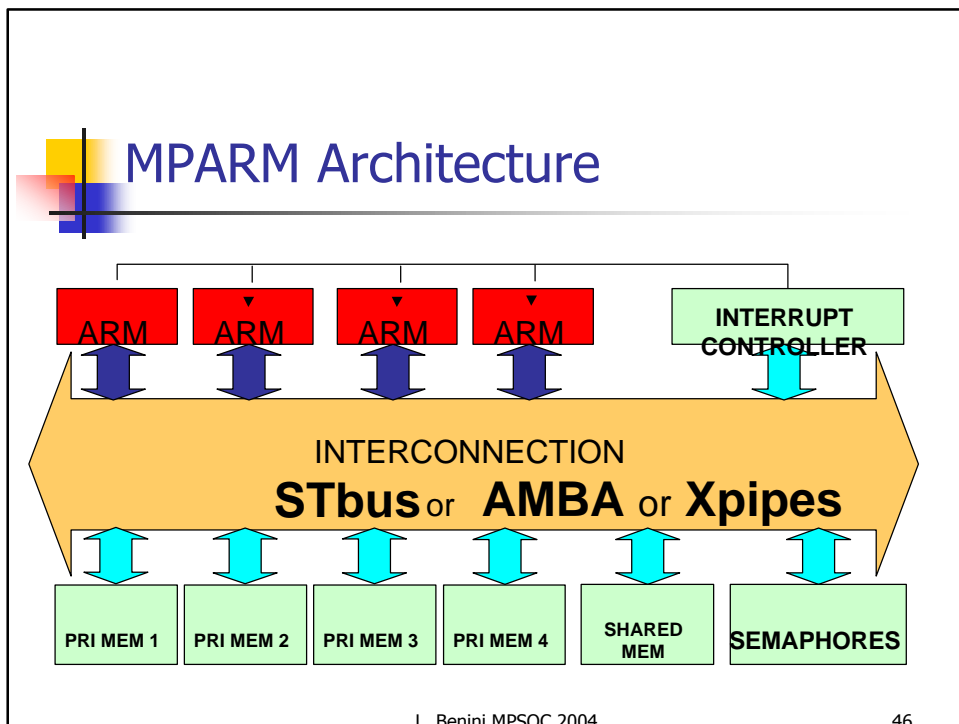 MPARM Architecture
ARM ARM ARM ARM
INTERRUPT
CONTROLLER
INTERCONNECTION
STbus or AMBA or Xpipes
PRI MEM 1 PRI MEM 2 PRI MEM 3 PRI MEM 4
SHARED
MEM
SEMAPHORES
L. Benini MPSOC 2004 46